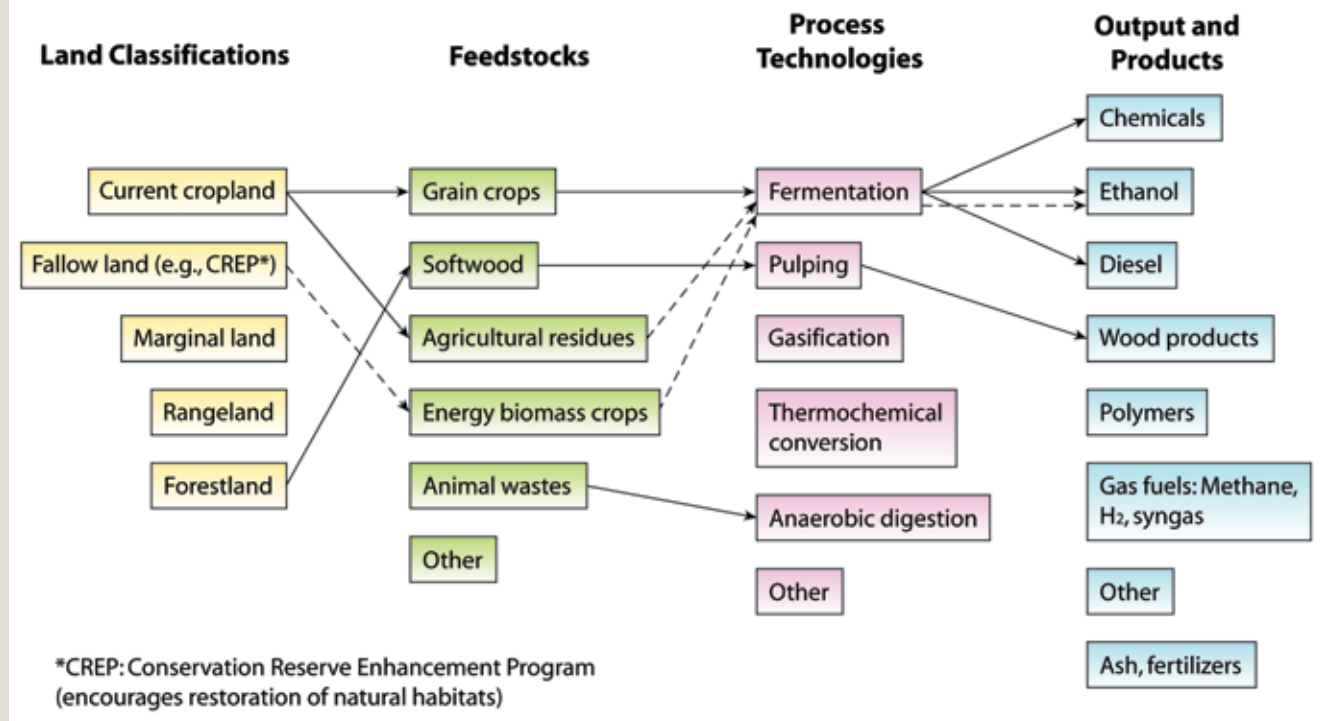 Land Classifications
Feedstocks
Process
Technologies
Output and
Products
Current cropland
Fallow land (e.g., CREP*)
Marginal land
Rangeland
Forestland
Grain crops
Softwood
Agricultural residues
Energy biomass crops
Animal wastes
Other
Fermentation
Pulping
Gasification
Thermochemical
conversion
Anaerobic digestion
Other
Chemicals
Ethanol
Diesel
Wood products
Polymers
Gas fuels: Methane,
H₂, syngas
Other
Ash, fertilizers
*CREP: Conservation Reserve Enhancement Program
(encourages restoration of natural habitats)